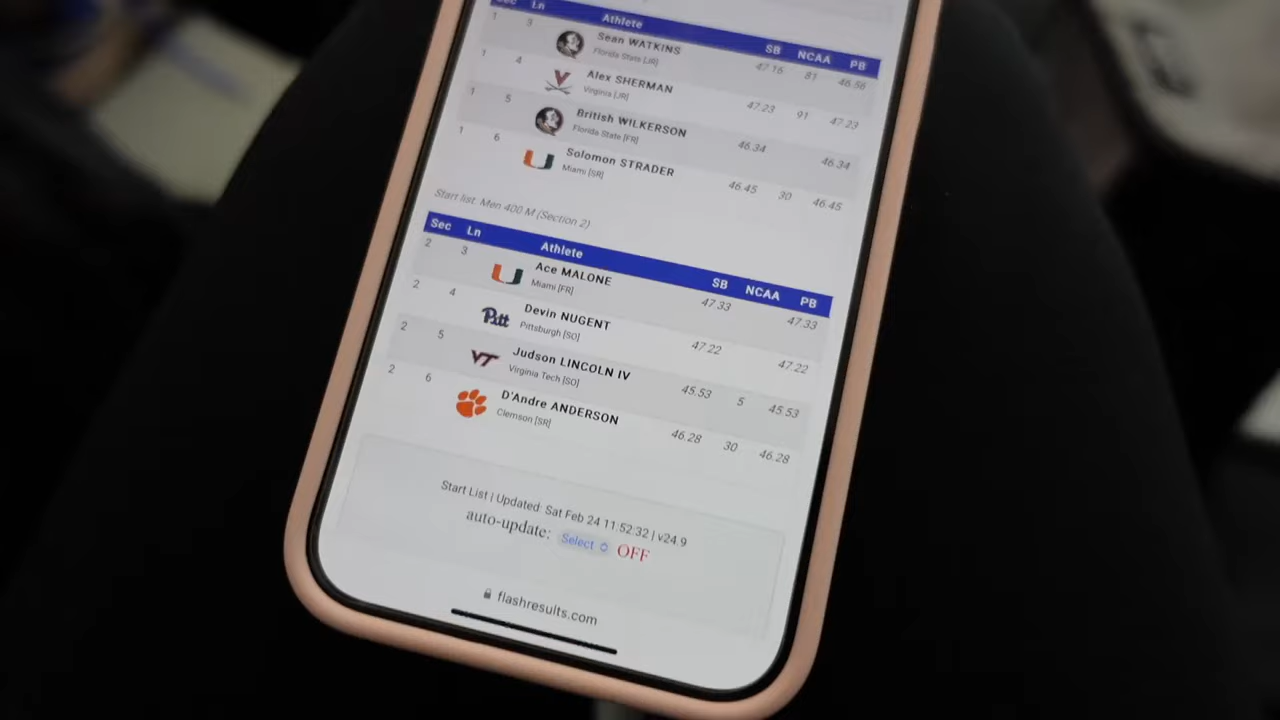 Sec Ln Athlete SB NCAA PB
1 3 Sean WATKINS 47.16 81 46.56
Florida State [JR]
1 4 Alex SHERMAN 47.23 91 47.23
Virginia [JR]
1 5 British WILKERSON 46.34 46.34
Florida State [FR]
1 6 Solomon STRADER 46.45 30 46.45
Miami [SR]
Start list: Men 400 M (Section 2)
Sec Ln Athlete SB NCAA PB
2 3 Ace MALONE 47.33 47.33
Miami [FR]
2 4 Pitt Devin NUGENT 47.22 47.22
Pittsburgh [SO]
2 5 VT Judson LINCOLN IV 45.53 5 45.53
Virginia Tech [SO]
2 6 D'Andre ANDERSON 46.28 30 46.28
Clemson [SR]
Start List | Updated: Sat Feb 24 11:52:32 | v24.9
auto-update: Select OFF
flashresults.com